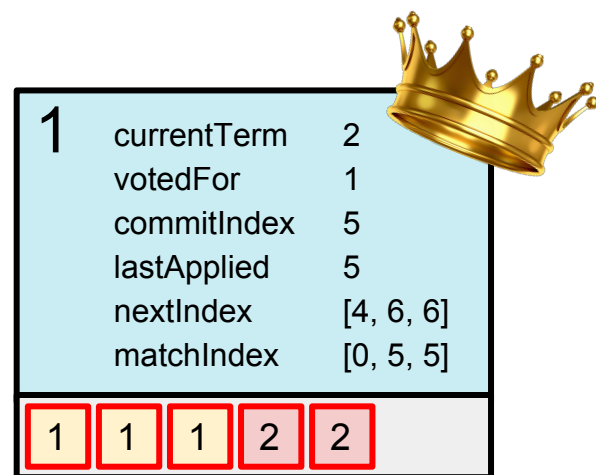 1
currentTerm 2
votedFor 1
commitIndex 5
lastApplied 5
nextIndex [4, 6, 6]
matchIndex [0, 5, 5]
1 1 1 2 2